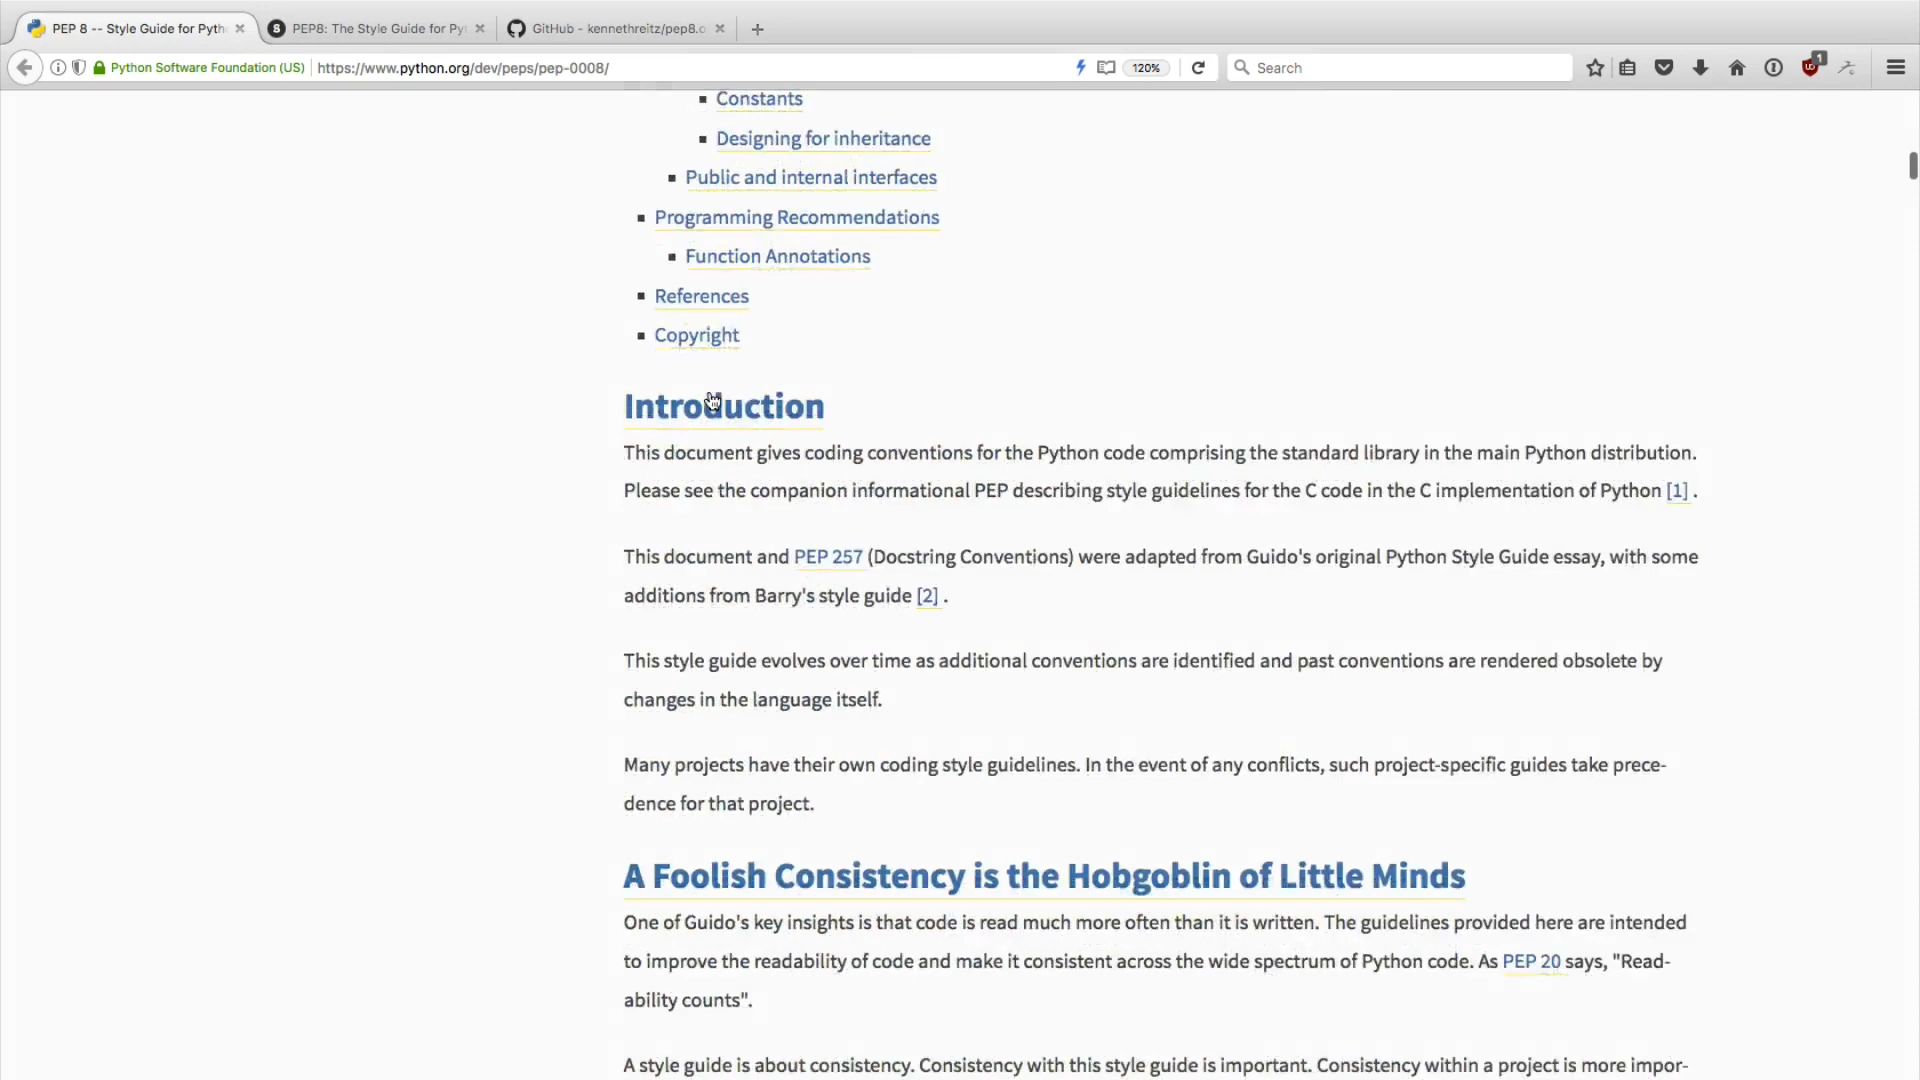 PEP 8 -- Style Guide for Pyth
PEP8: The Style Guide for Py
GitHub - kennethreitz/pep8.o
Python Software Foundation (US)
https://www.python.org/dev/peps/pep-0008/
120%
Search
1
Constants
Designing for inheritance
Public and internal interfaces
Programming Recommendations
Function Annotations
References
Copyright
Introduction
This document gives coding conventions for the Python code comprising the standard library in the main Python distribution.
Please see the companion informational PEP describing style guidelines for the C code in the C implementation of Python [1] .
This document and PEP 257 (Docstring Conventions) were adapted from Guido's original Python Style Guide essay, with some
additions from Barry's style guide [2] .
This style guide evolves over time as additional conventions are identified and past conventions are rendered obsolete by
changes in the language itself.
Many projects have their own coding style guidelines. In the event of any conflicts, such project-specific guides take prece-
dence for that project.
A Foolish Consistency is the Hobgoblin of Little Minds
One of Guido's key insights is that code is read much more often than it is written. The guidelines provided here are intended
to improve the readability of code and make it consistent across the wide spectrum of Python code. As PEP 20 says, "Read-
ability counts".
A style guide is about consistency. Consistency with this style guide is important. Consistency within a project is more impor-